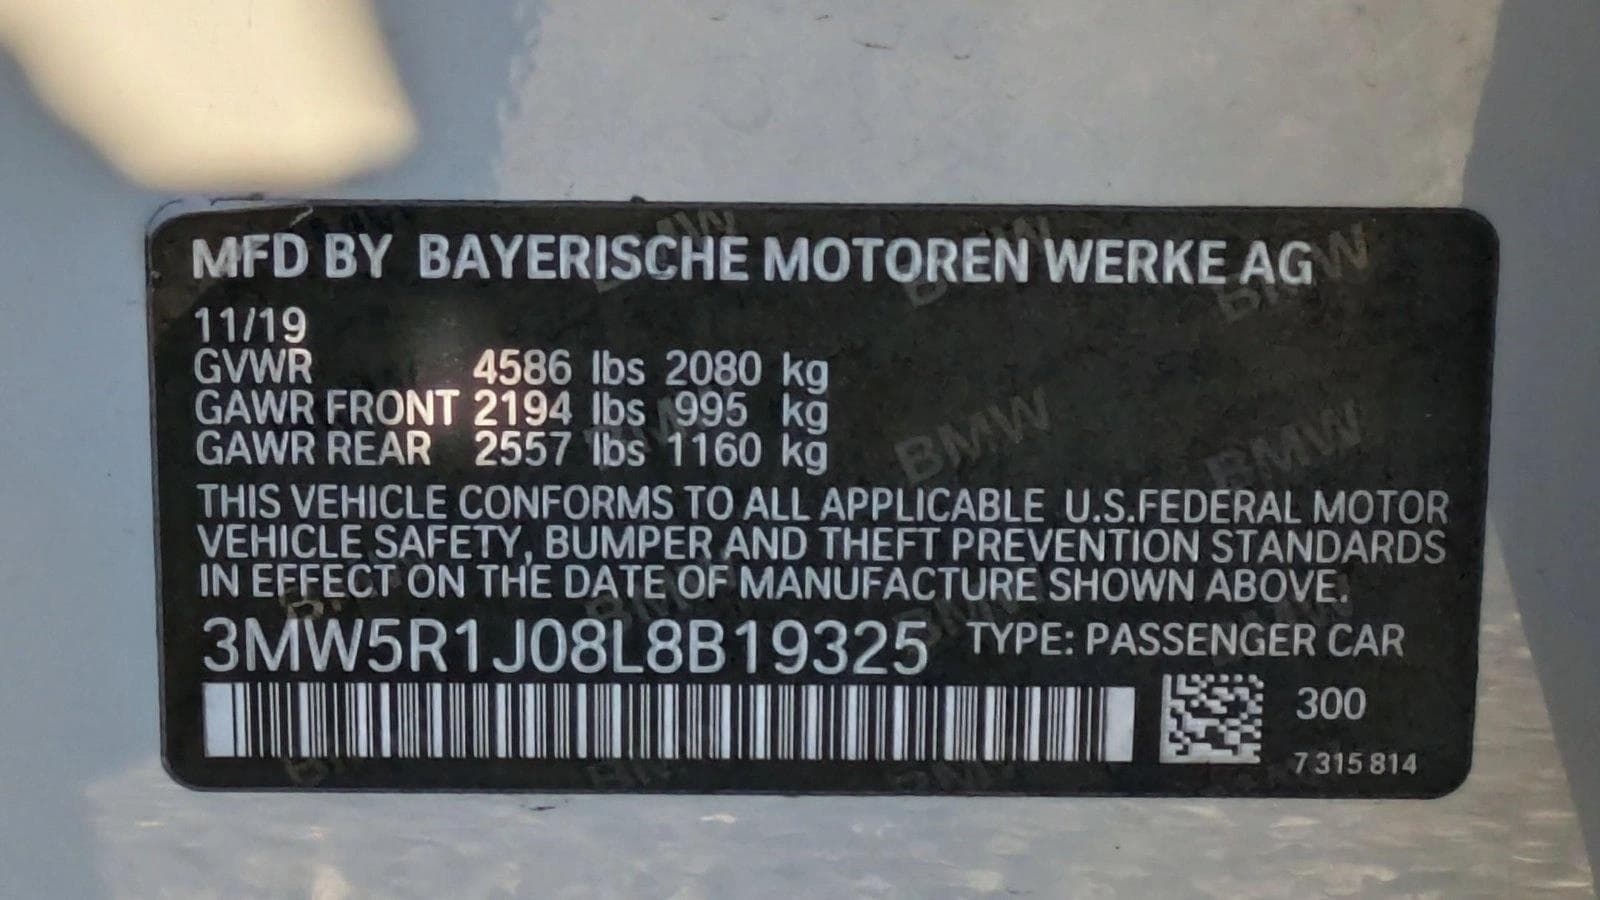 MFD BY BAYERISCHE MOTOREN WERKE AG
11/19
GVWR 4586 lbs 2080 kg
GAWR FRONT 2194 lbs 995 kg
GAWR REAR 2557 lbs 1160 kg
THIS VEHICLE CONFORMS TO ALL APPLICABLE U.S.FEDERAL MOTOR
VEHICLE SAFETY, BUMPER AND THEFT PREVENTION STANDARDS
IN EFFECT ON THE DATE OF MANUFACTURE SHOWN ABOVE.
3MW5R1J08L8B19325 TYPE: PASSENGER CAR
300
7 315 814